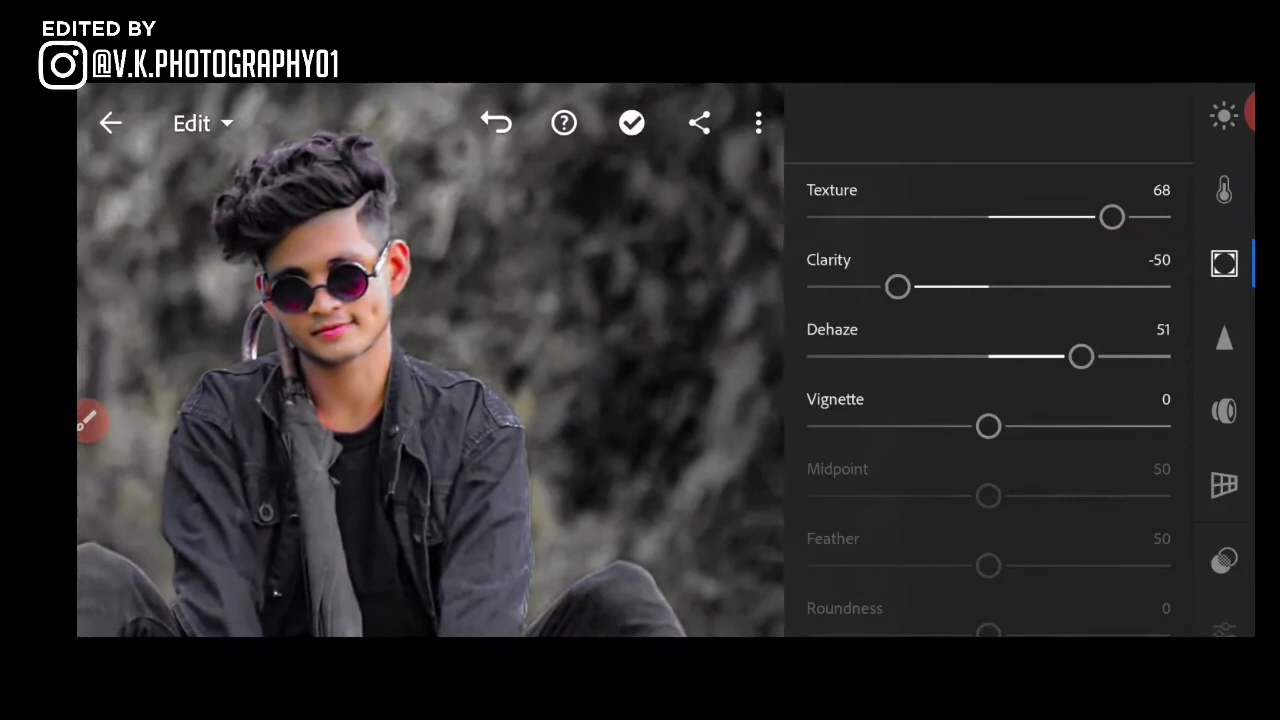 EDITED BY
@V.K.PHOTOGRAPHY01
Edit
Texture 68
Clarity -50
Dehaze 51
Vignette 0
Midpoint 50
Feather 50
Roundness 0